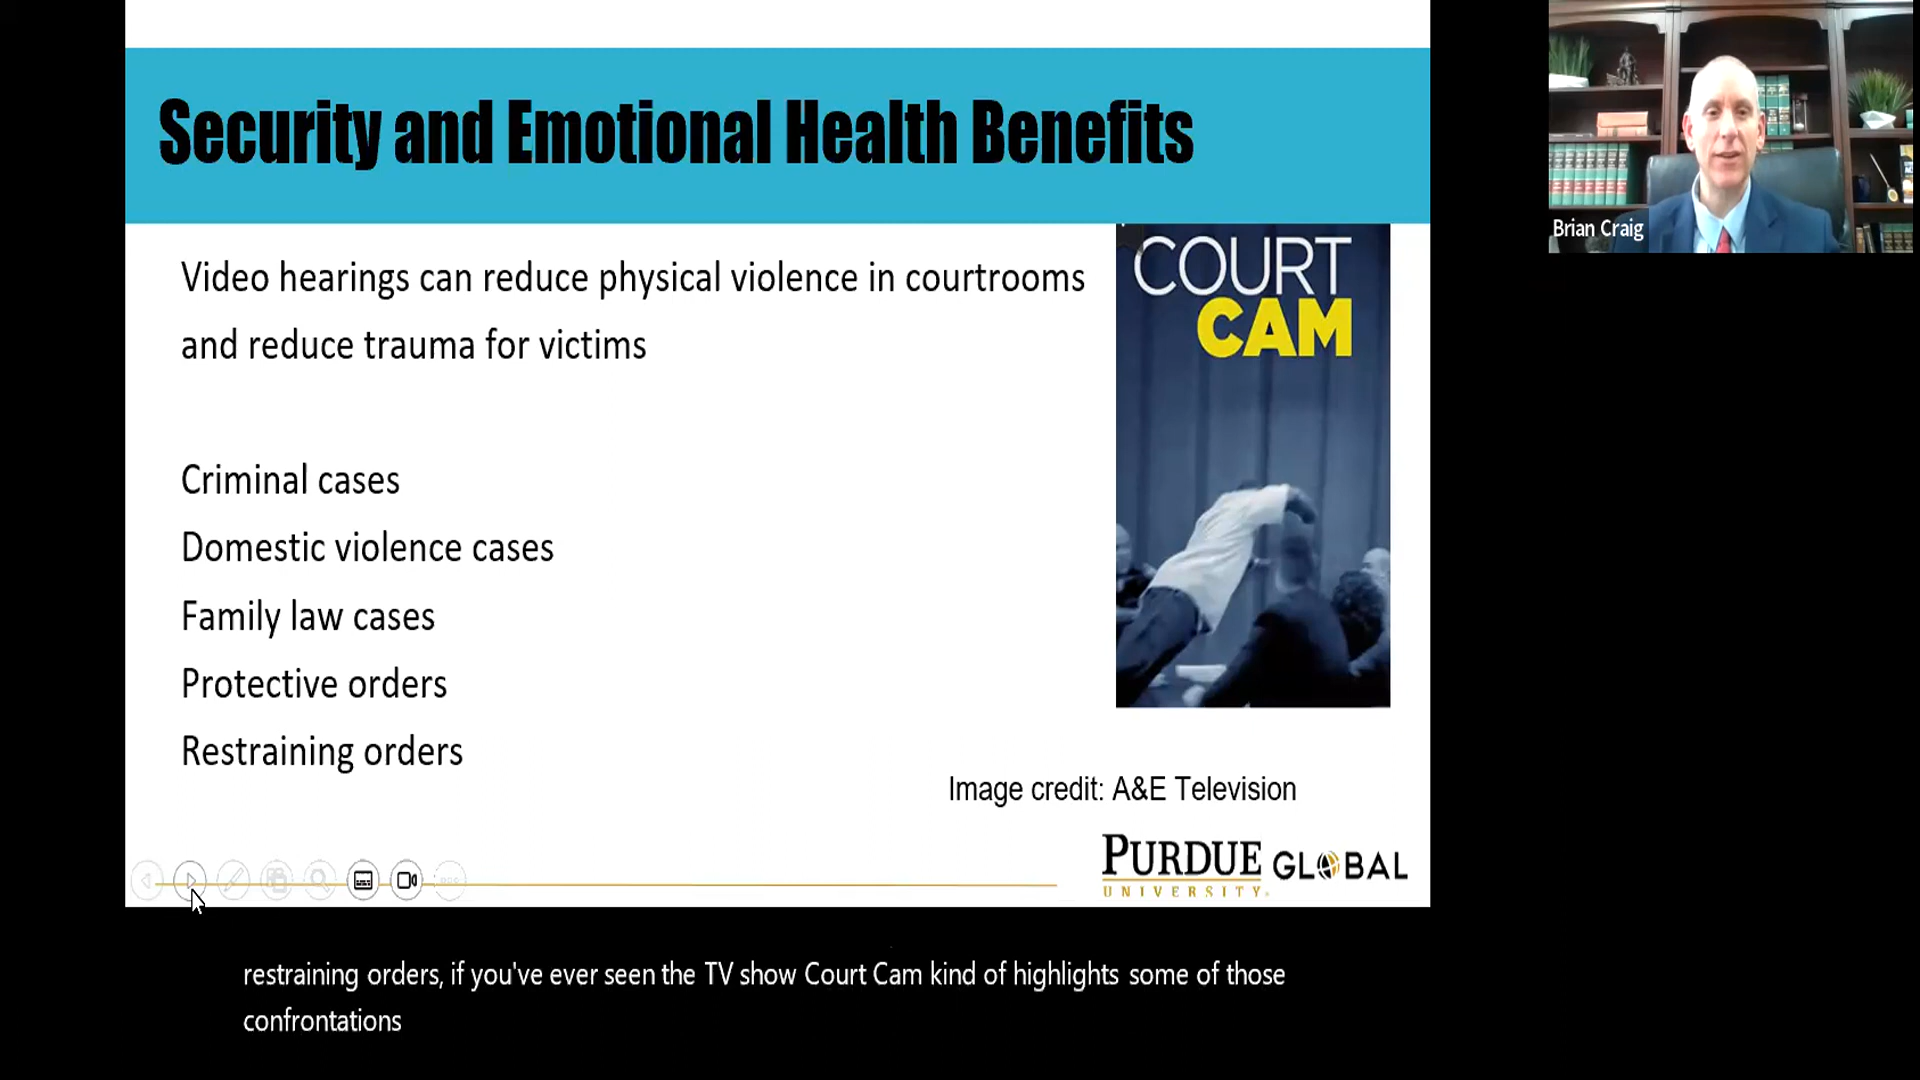 Security and Emotional Health Benefits
Video hearings can reduce physical violence in courtrooms
and reduce trauma for victims
Criminal cases
Domestic violence cases
Family law cases
Protective orders
Restraining orders
COURT
CAM
Image credit: A&E Television
PURDUE GLOBAL
UNIVERSITY
Brian Craig
restraining orders, if you've ever seen the TV show Court Cam kind of highlights some of those
confrontations